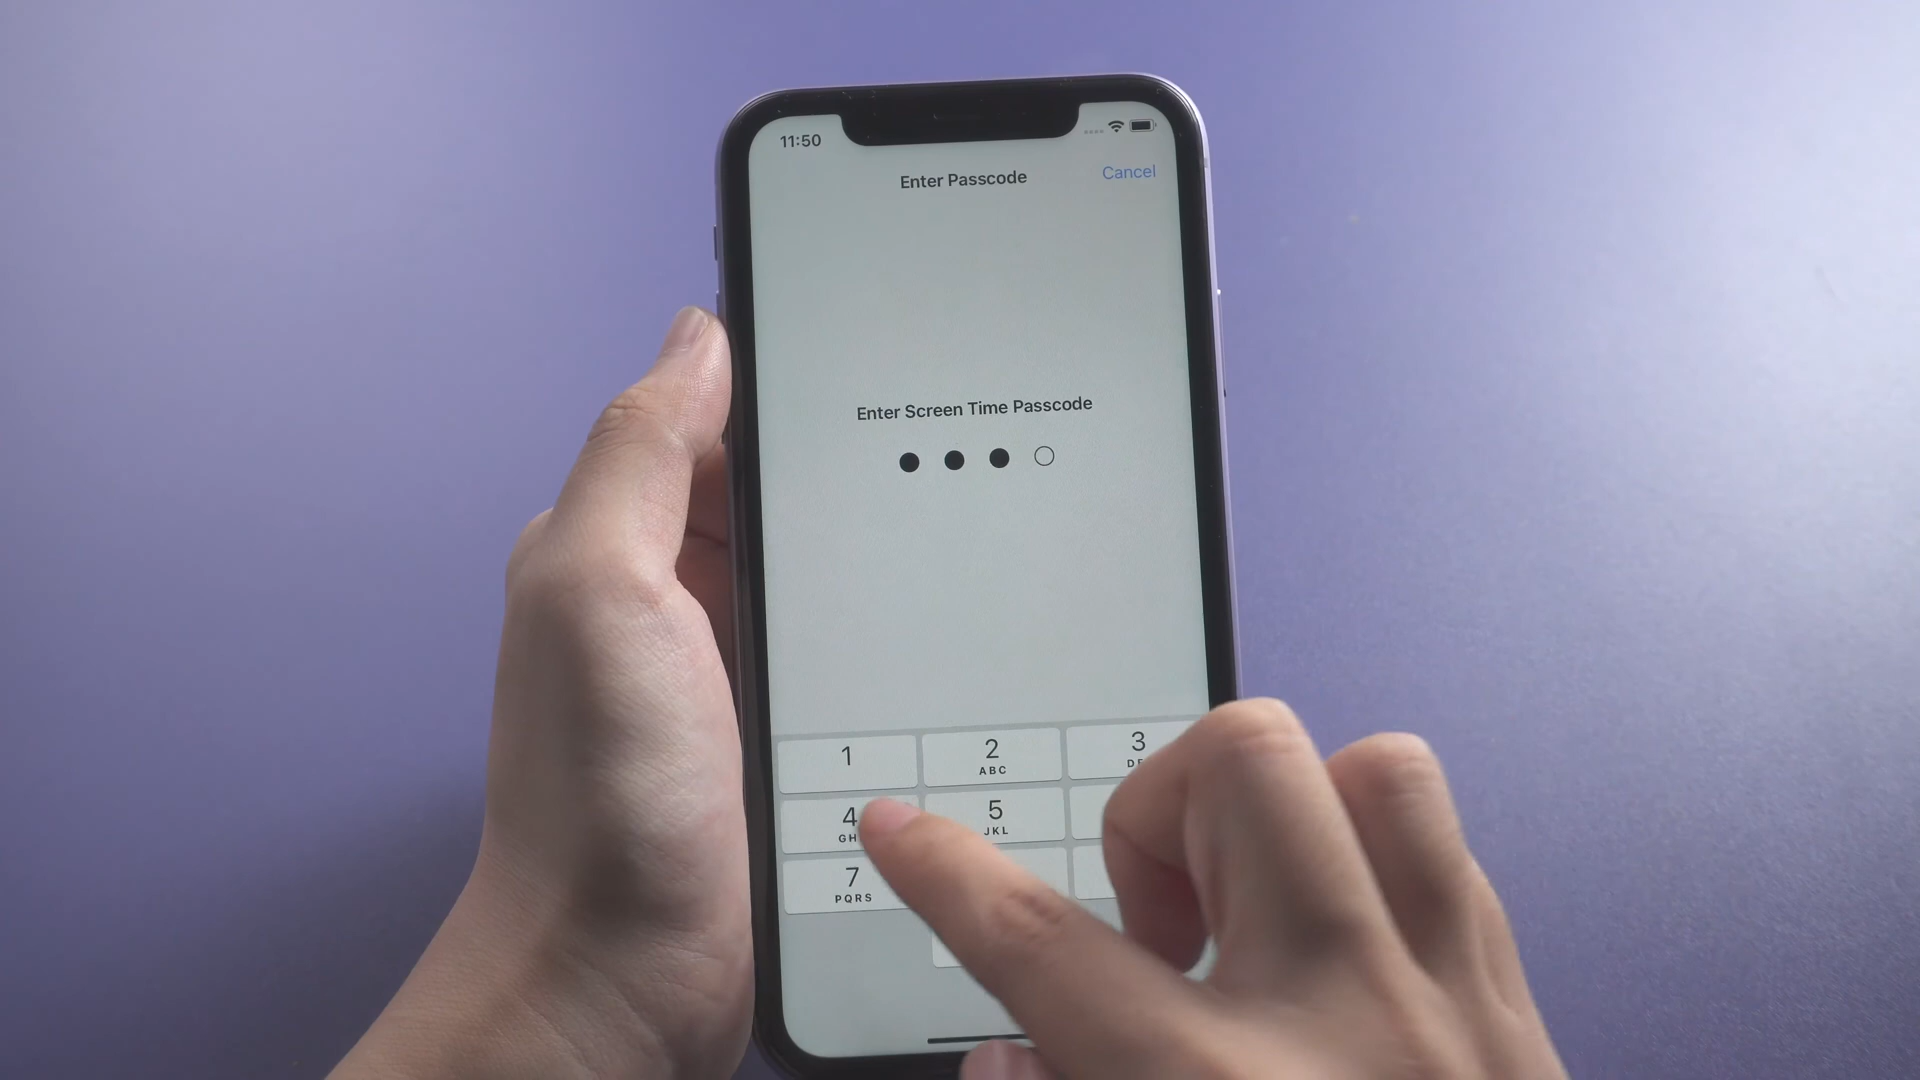 11:50
Enter Passcode
Cancel
Enter Screen Time Passcode
1
2
ABC
3
4
5
JKL
7
PQRS